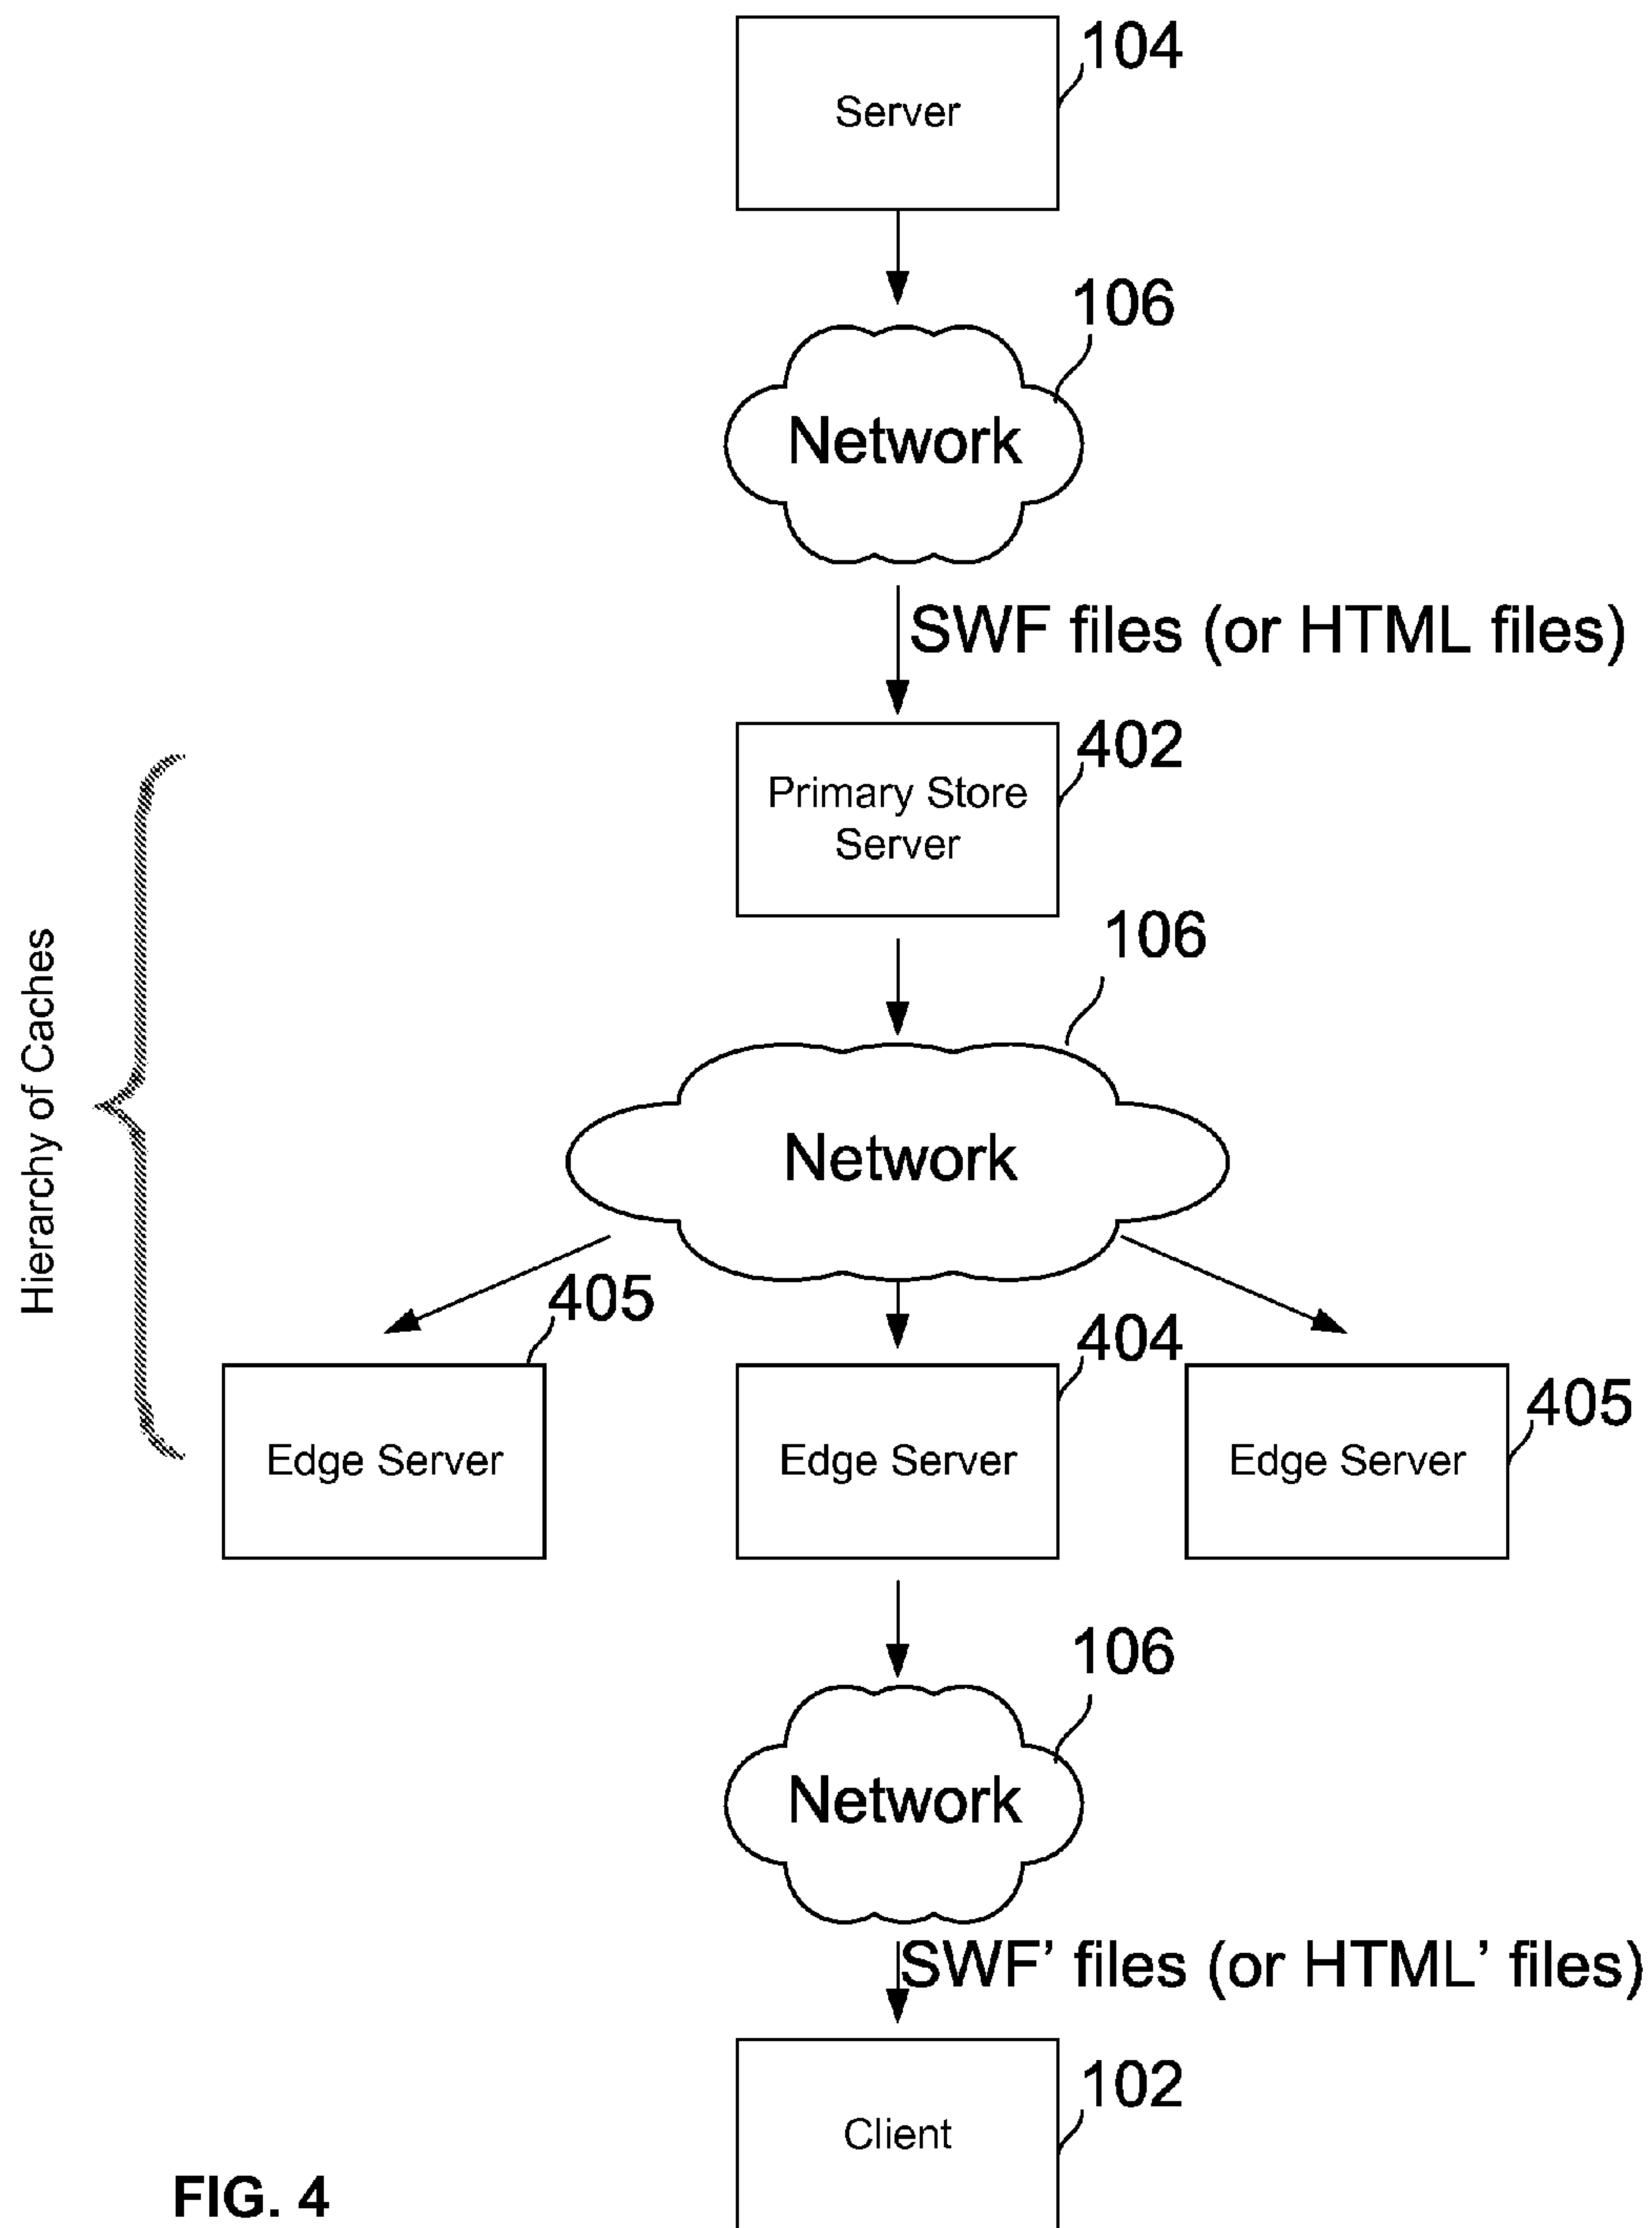 104
Server
106
Network
SWF files (or HTML files)
402
Primary Store
Server
106
Hierarchy of Caches
Network
405
404
405
Edge Server
Edge Server
Edge Server
106
Network
SWF’ files (or HTML’ files)
102
Client
FIG. 4